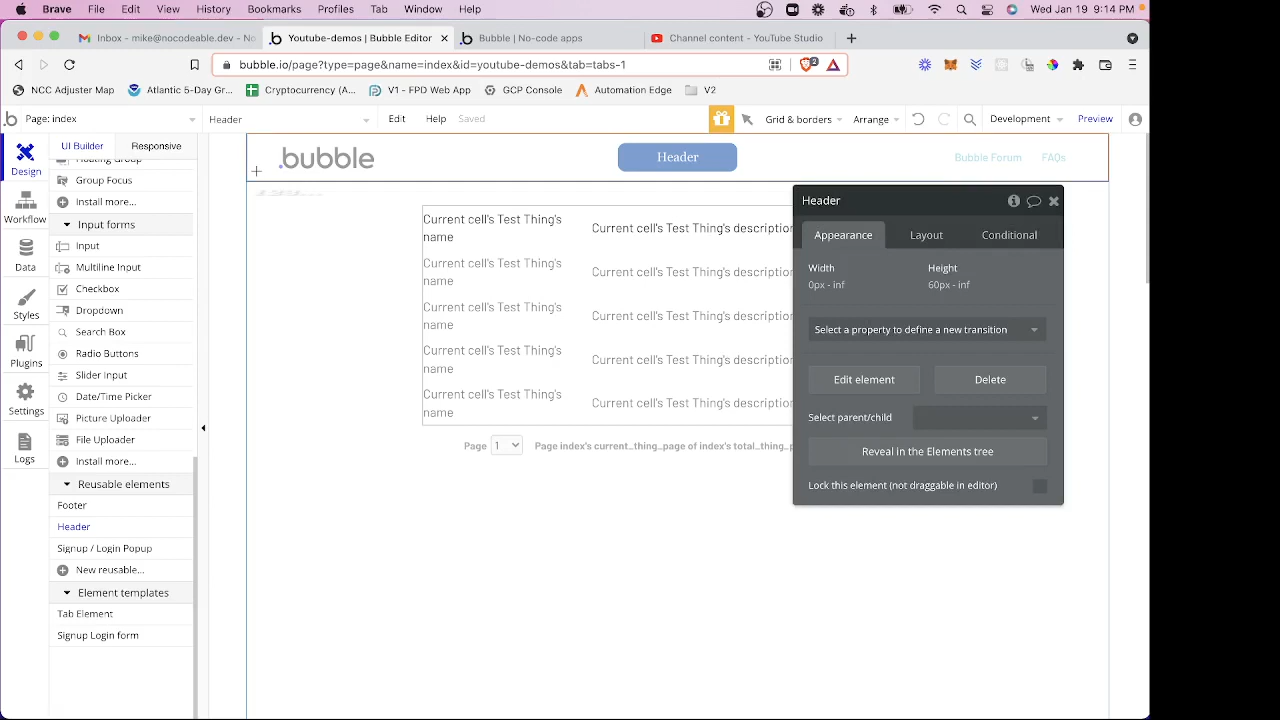 Brave File Edit View History Bookmarks Profiles Tab Window Help
Wed Jan 19 9:14 PM
Inbox - mike@nocodeable.dev - No
Youtube-demos | Bubble Editor
Bubble | No-code apps
Channel content - YouTube Studio
bubble.io/page?type=page&name=index&id=youtube-demos&tab=tabs-1
2
NCC Adjuster Map
Atlantic 5-Day Gr...
Cryptocurrency (A...
V1 - FPD Web App
GCP Console
Automation Edge
V2
Page: index
Header
Edit
Help
Saved
Grid & borders
Arrange
Development
Preview
Design
Workflow
Data
Styles
Plugins
Settings
Logs
UI Builder
Responsive
Floating Group
Group Focus
Install more...
Input forms
Input
Multiline Input
Checkbox
Dropdown
Search Box
Radio Buttons
Slider Input
Date/Time Picker
Picture Uploader
File Uploader
Install more...
Reusable elements
Footer
Header
Signup / Login Popup
New reusable...
Element templates
Tab Element
Signup Login form
.bubble
Header
Bubble Forum
FAQs
Current cell's Test Thing's
name
Current cell's Test Thing's description
Current cell's Test Thing's
name
Current cell's Test Thing's description
Current cell's Test Thing's
name
Current cell's Test Thing's description
Current cell's Test Thing's
name
Current cell's Test Thing's description
Current cell's Test Thing's
name
Current cell's Test Thing's description
Page 1 Page index's current_thing_page of index's total_thing_p
Header
Appearance
Layout
Conditional
Width
Height
0px - inf
60px - inf
Select a property to define a new transition
Edit element
Delete
Select parent/child
Reveal in the Elements tree
Lock this element (not draggable in editor)